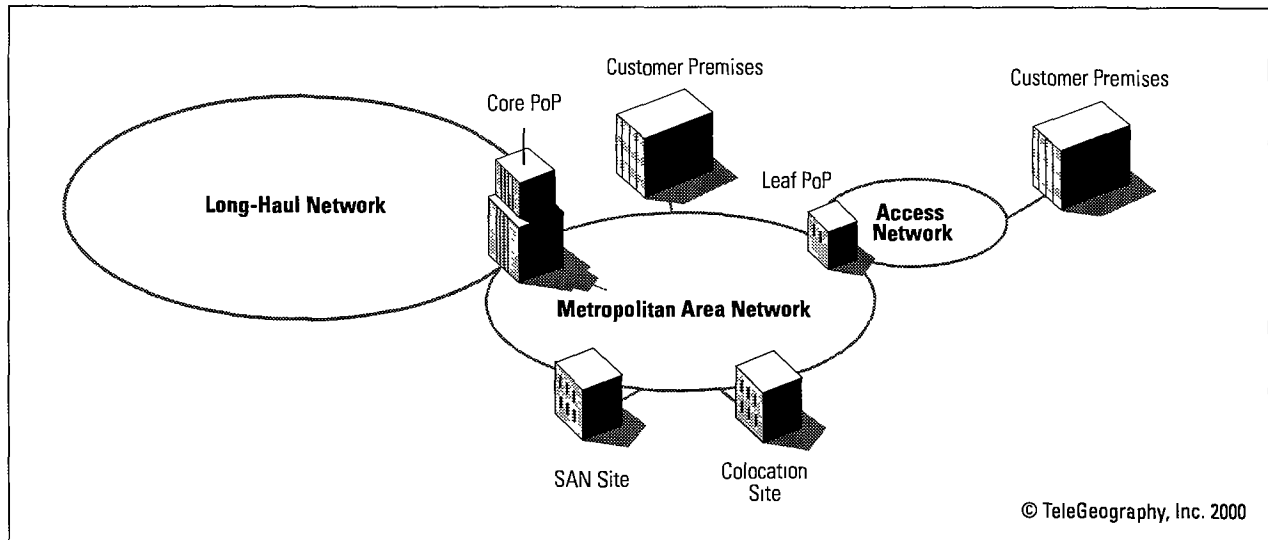 Customer Premises
Customer Premises
Core PoP
Leaf PoP
Long-Haul Network
Access
Network
Metropolitan Area Network
SAN Site
Colocation
Site
© TeleGeography, Inc. 2000